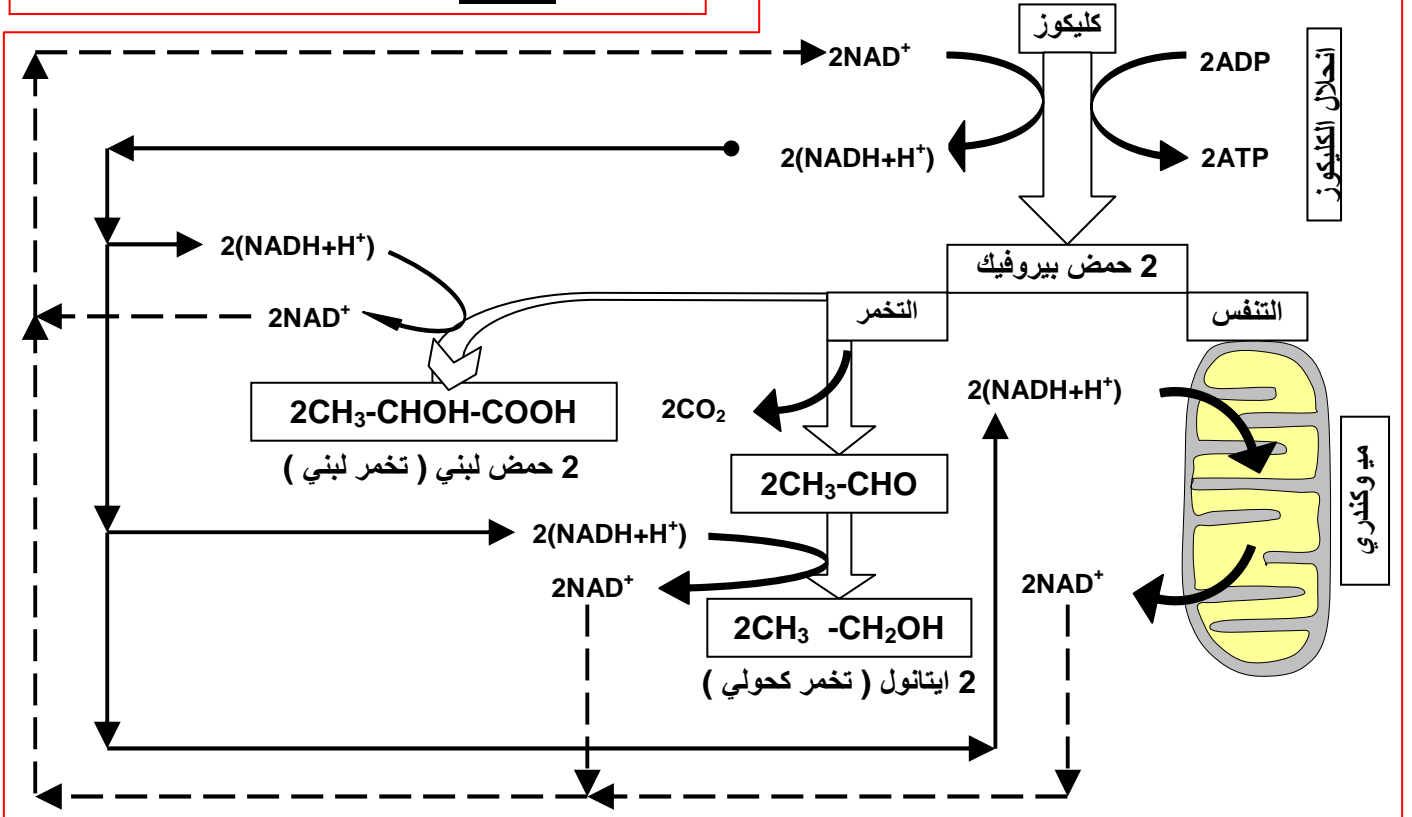 كليكوز
2NAD⁺
2ADP
انحلال الكليكوز
2(NADH+H⁺)
2ATP
2(NADH+H⁺)
2 حمض بيروفيك
2NAD⁺
التخمر
التنفس
2CH₃-CHOH-COOH
2CO₂
2(NADH+H⁺)
2 حمض لبني ( تخمر لبني )
2CH₃-CHO
ميوكندري
2(NADH+H⁺)
2NAD⁺
2NAD⁺
2CH₃ -CH₂OH
2 ايتانول ( تخمر كحولي )